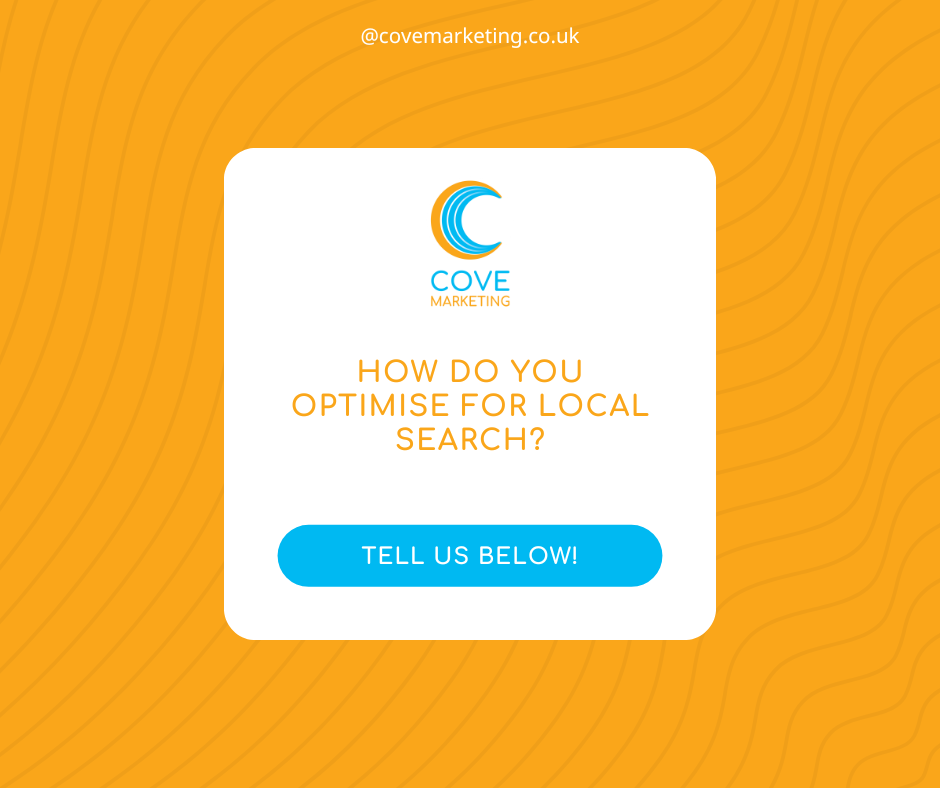 @covemarketing.co.uk
COVE
MARKETING
HOW DO YOU
OPTIMISE FOR LOCAL
SEARCH?
TELL US BELOW!